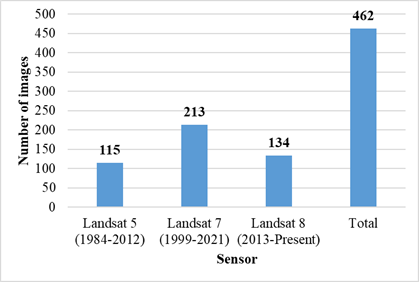 Number of images
500
450
400
350
300
250
200
150
100
50
0
115
213
134
462
Landsat 5 (1984-2012)
Landsat 7 (1999-2021)
Landsat 8 (2013-Present)
Total
Sensor